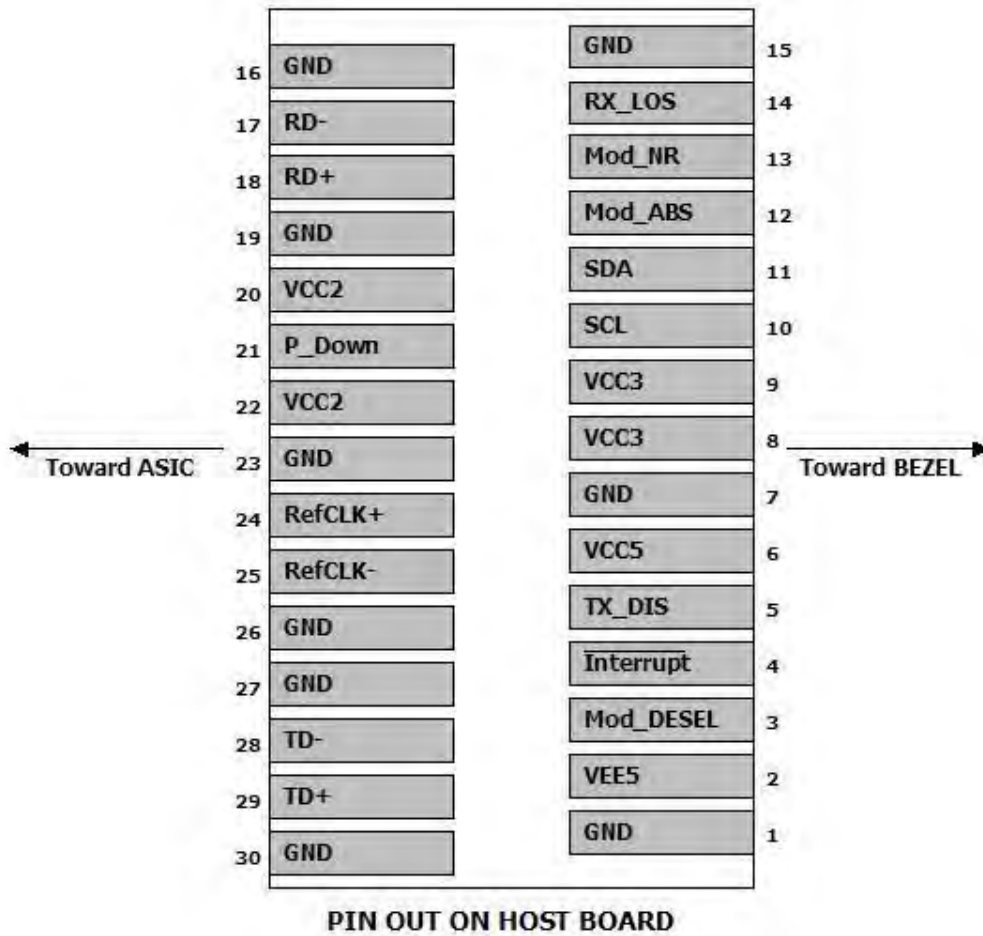 GND 15
16 GND
RX_LOS 14
17 RD-
Mod_NR 13
18 RD+
Mod_ABS 12
19 GND
SDA 11
20 VCC2
SCL 10
21 P_Down
VCC3 9
22 VCC2
VCC3 8
Toward ASIC
23 GND
Toward BEZEL
GND 7
24 RefCLK+
VCC5 6
25 RefCLK-
TX_DIS 5
26 GND
Interrupt 4
27 GND
Mod_DESEL 3
28 TD-
VEE5 2
29 TD+
GND 1
30 GND
PIN OUT ON HOST BOARD